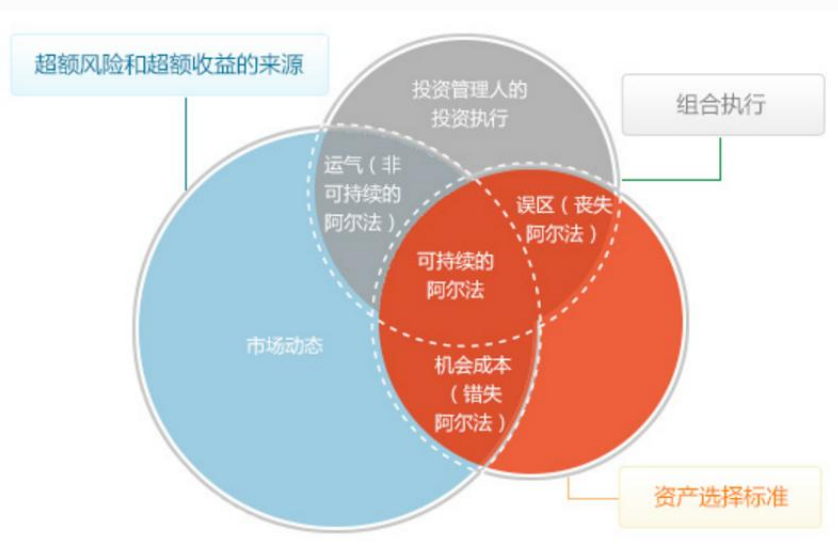 超额风险和超额收益的来源
投资管理人的
投资执行
组合执行
运气（非
可持续的
阿尔法）
误区（丧失
阿尔法）
可持续的
阿尔法
市场动态
机会成本
（错失
阿尔法）
资产选择标准